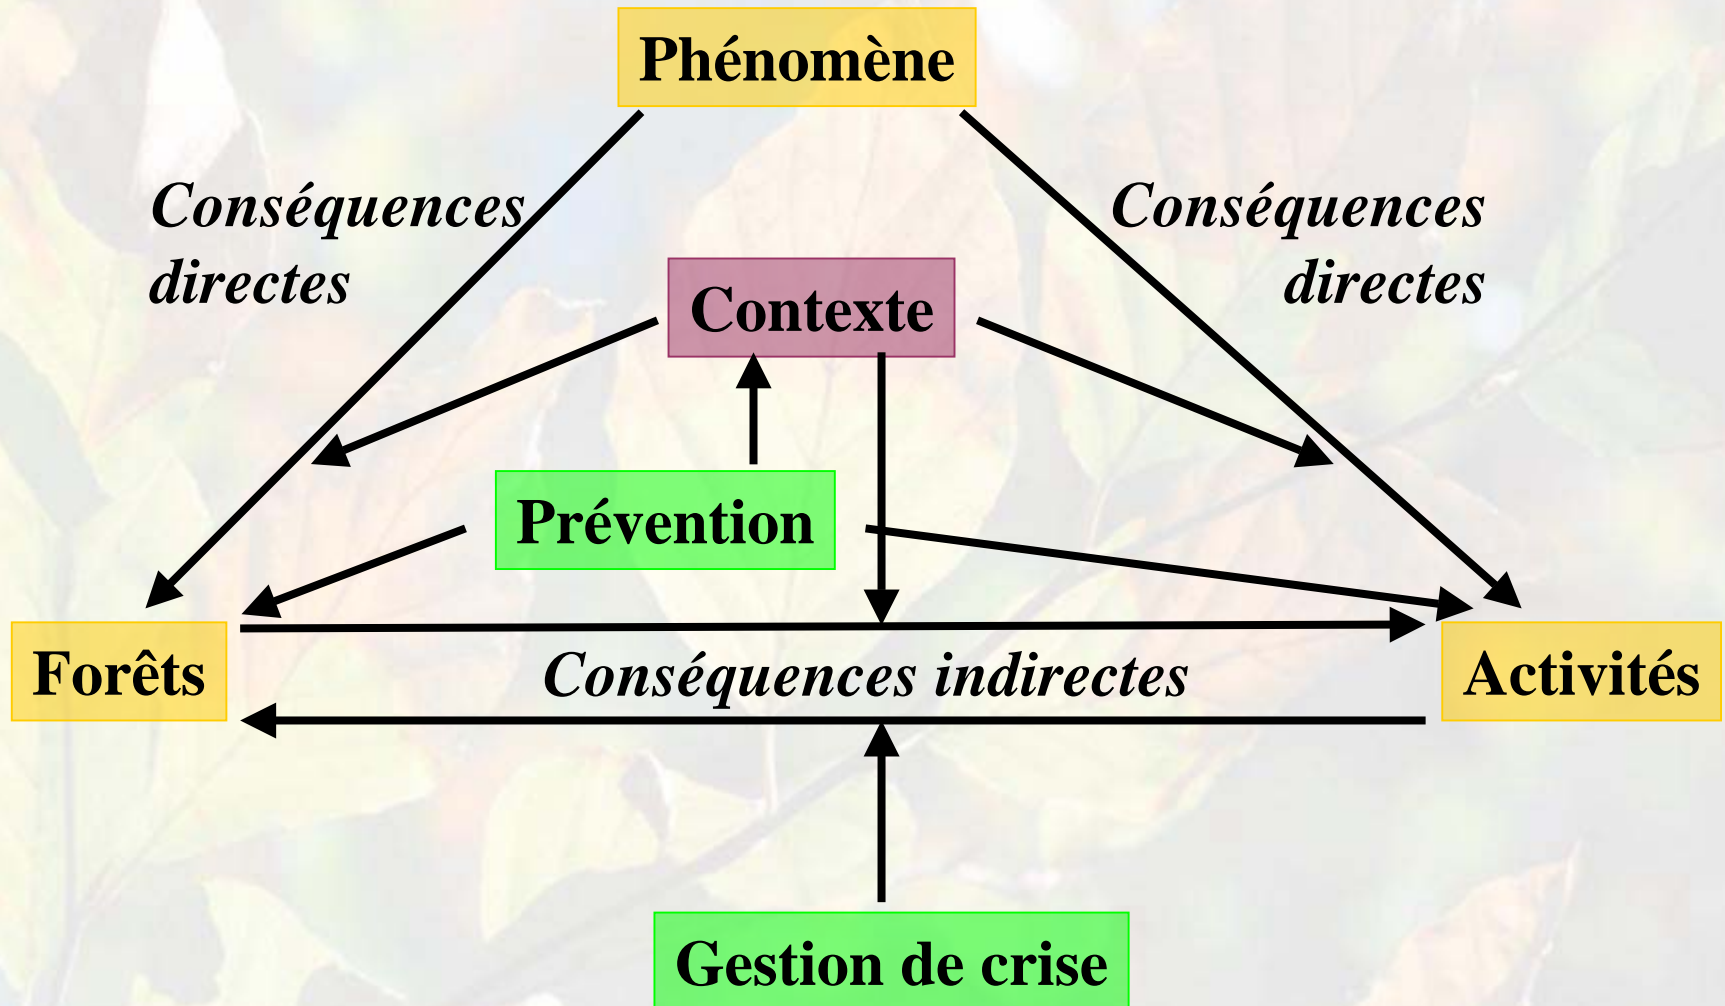 Phénomène
Conséquences
directes
Conséquences
directes
Contexte
Prévention
Forêts
Conséquences indirectes
Activités
Gestion de crise